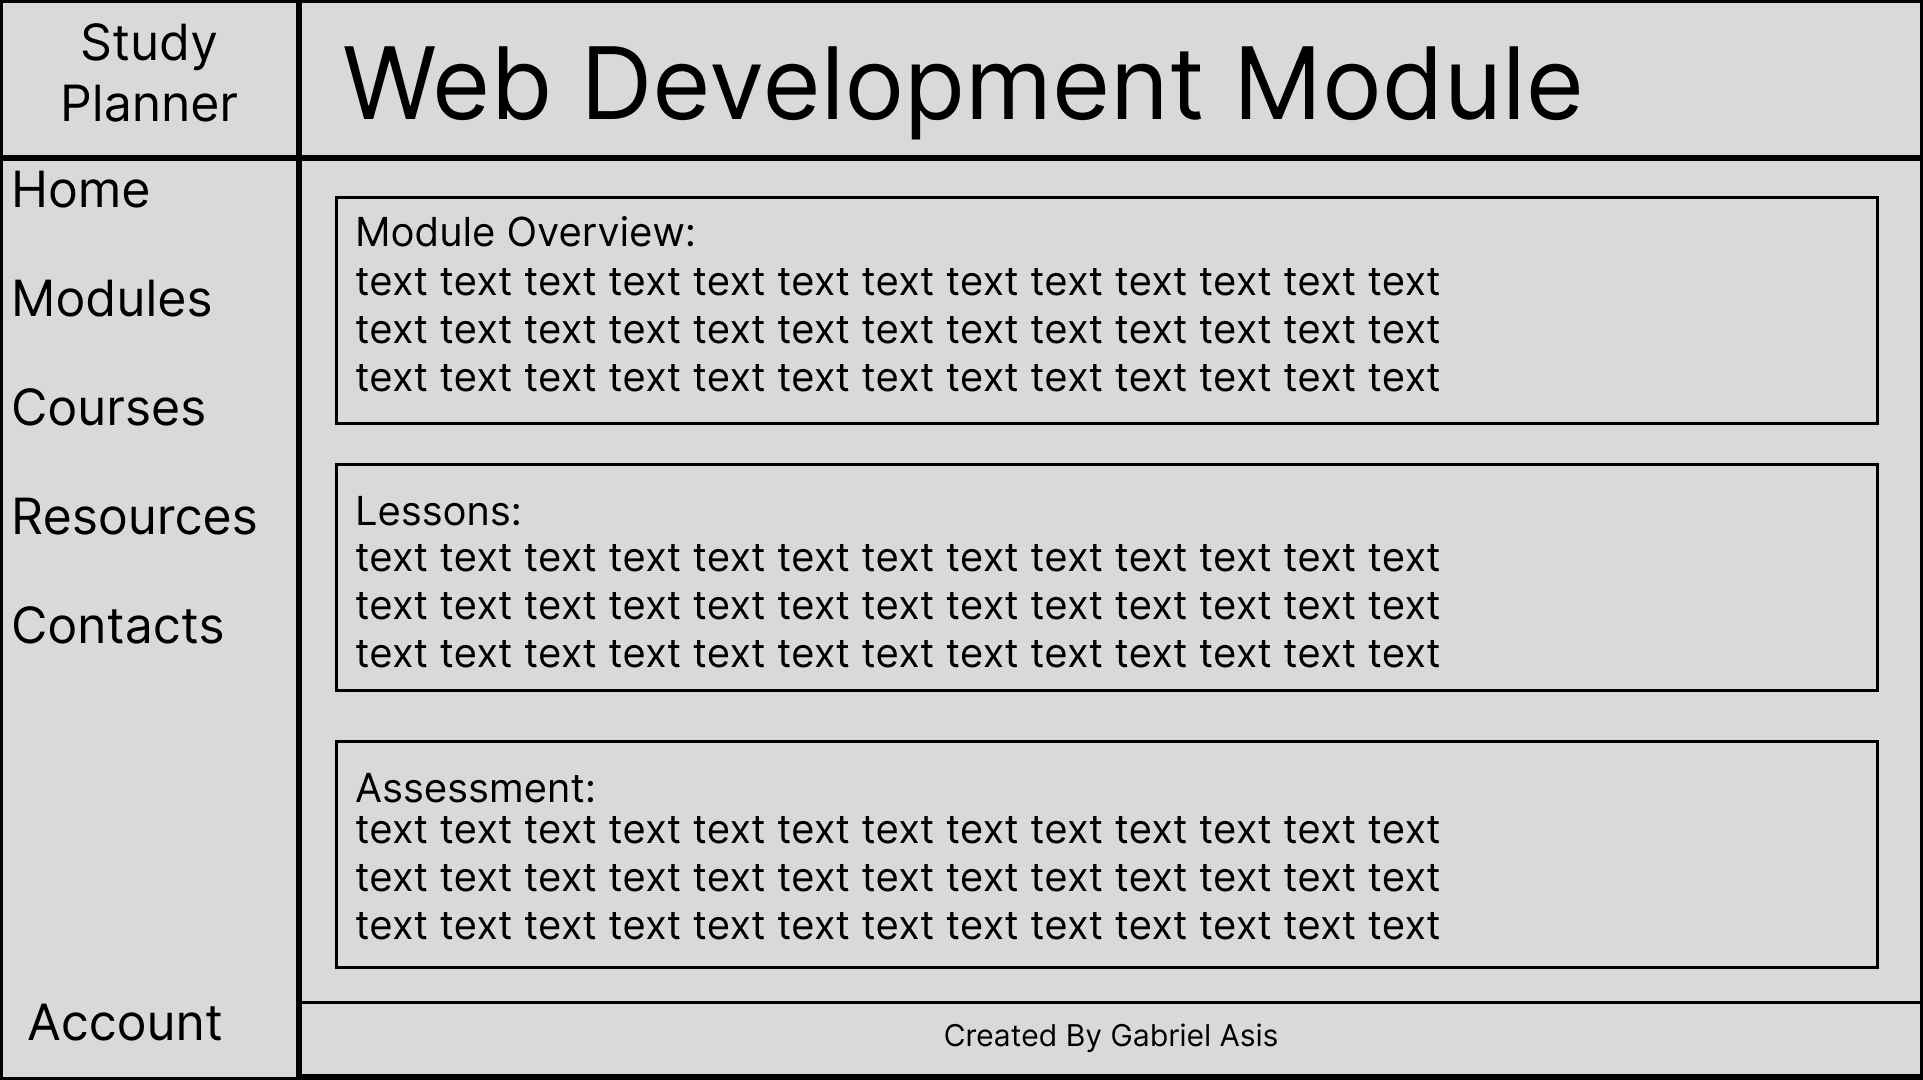 Study
Planner
Web Development Module
Home
Modules
Courses
Resources
Contacts
Account
Module Overview:
text text text text text text text text text text text text text
text text text text text text text text text text text text text
text text text text text text text text text text text text text
Lessons:
text text text text text text text text text text text text text
text text text text text text text text text text text text text
text text text text text text text text text text text text text
Assessment:
text text text text text text text text text text text text text
text text text text text text text text text text text text text
text text text text text text text text text text text text text
Created By Gabriel Asis